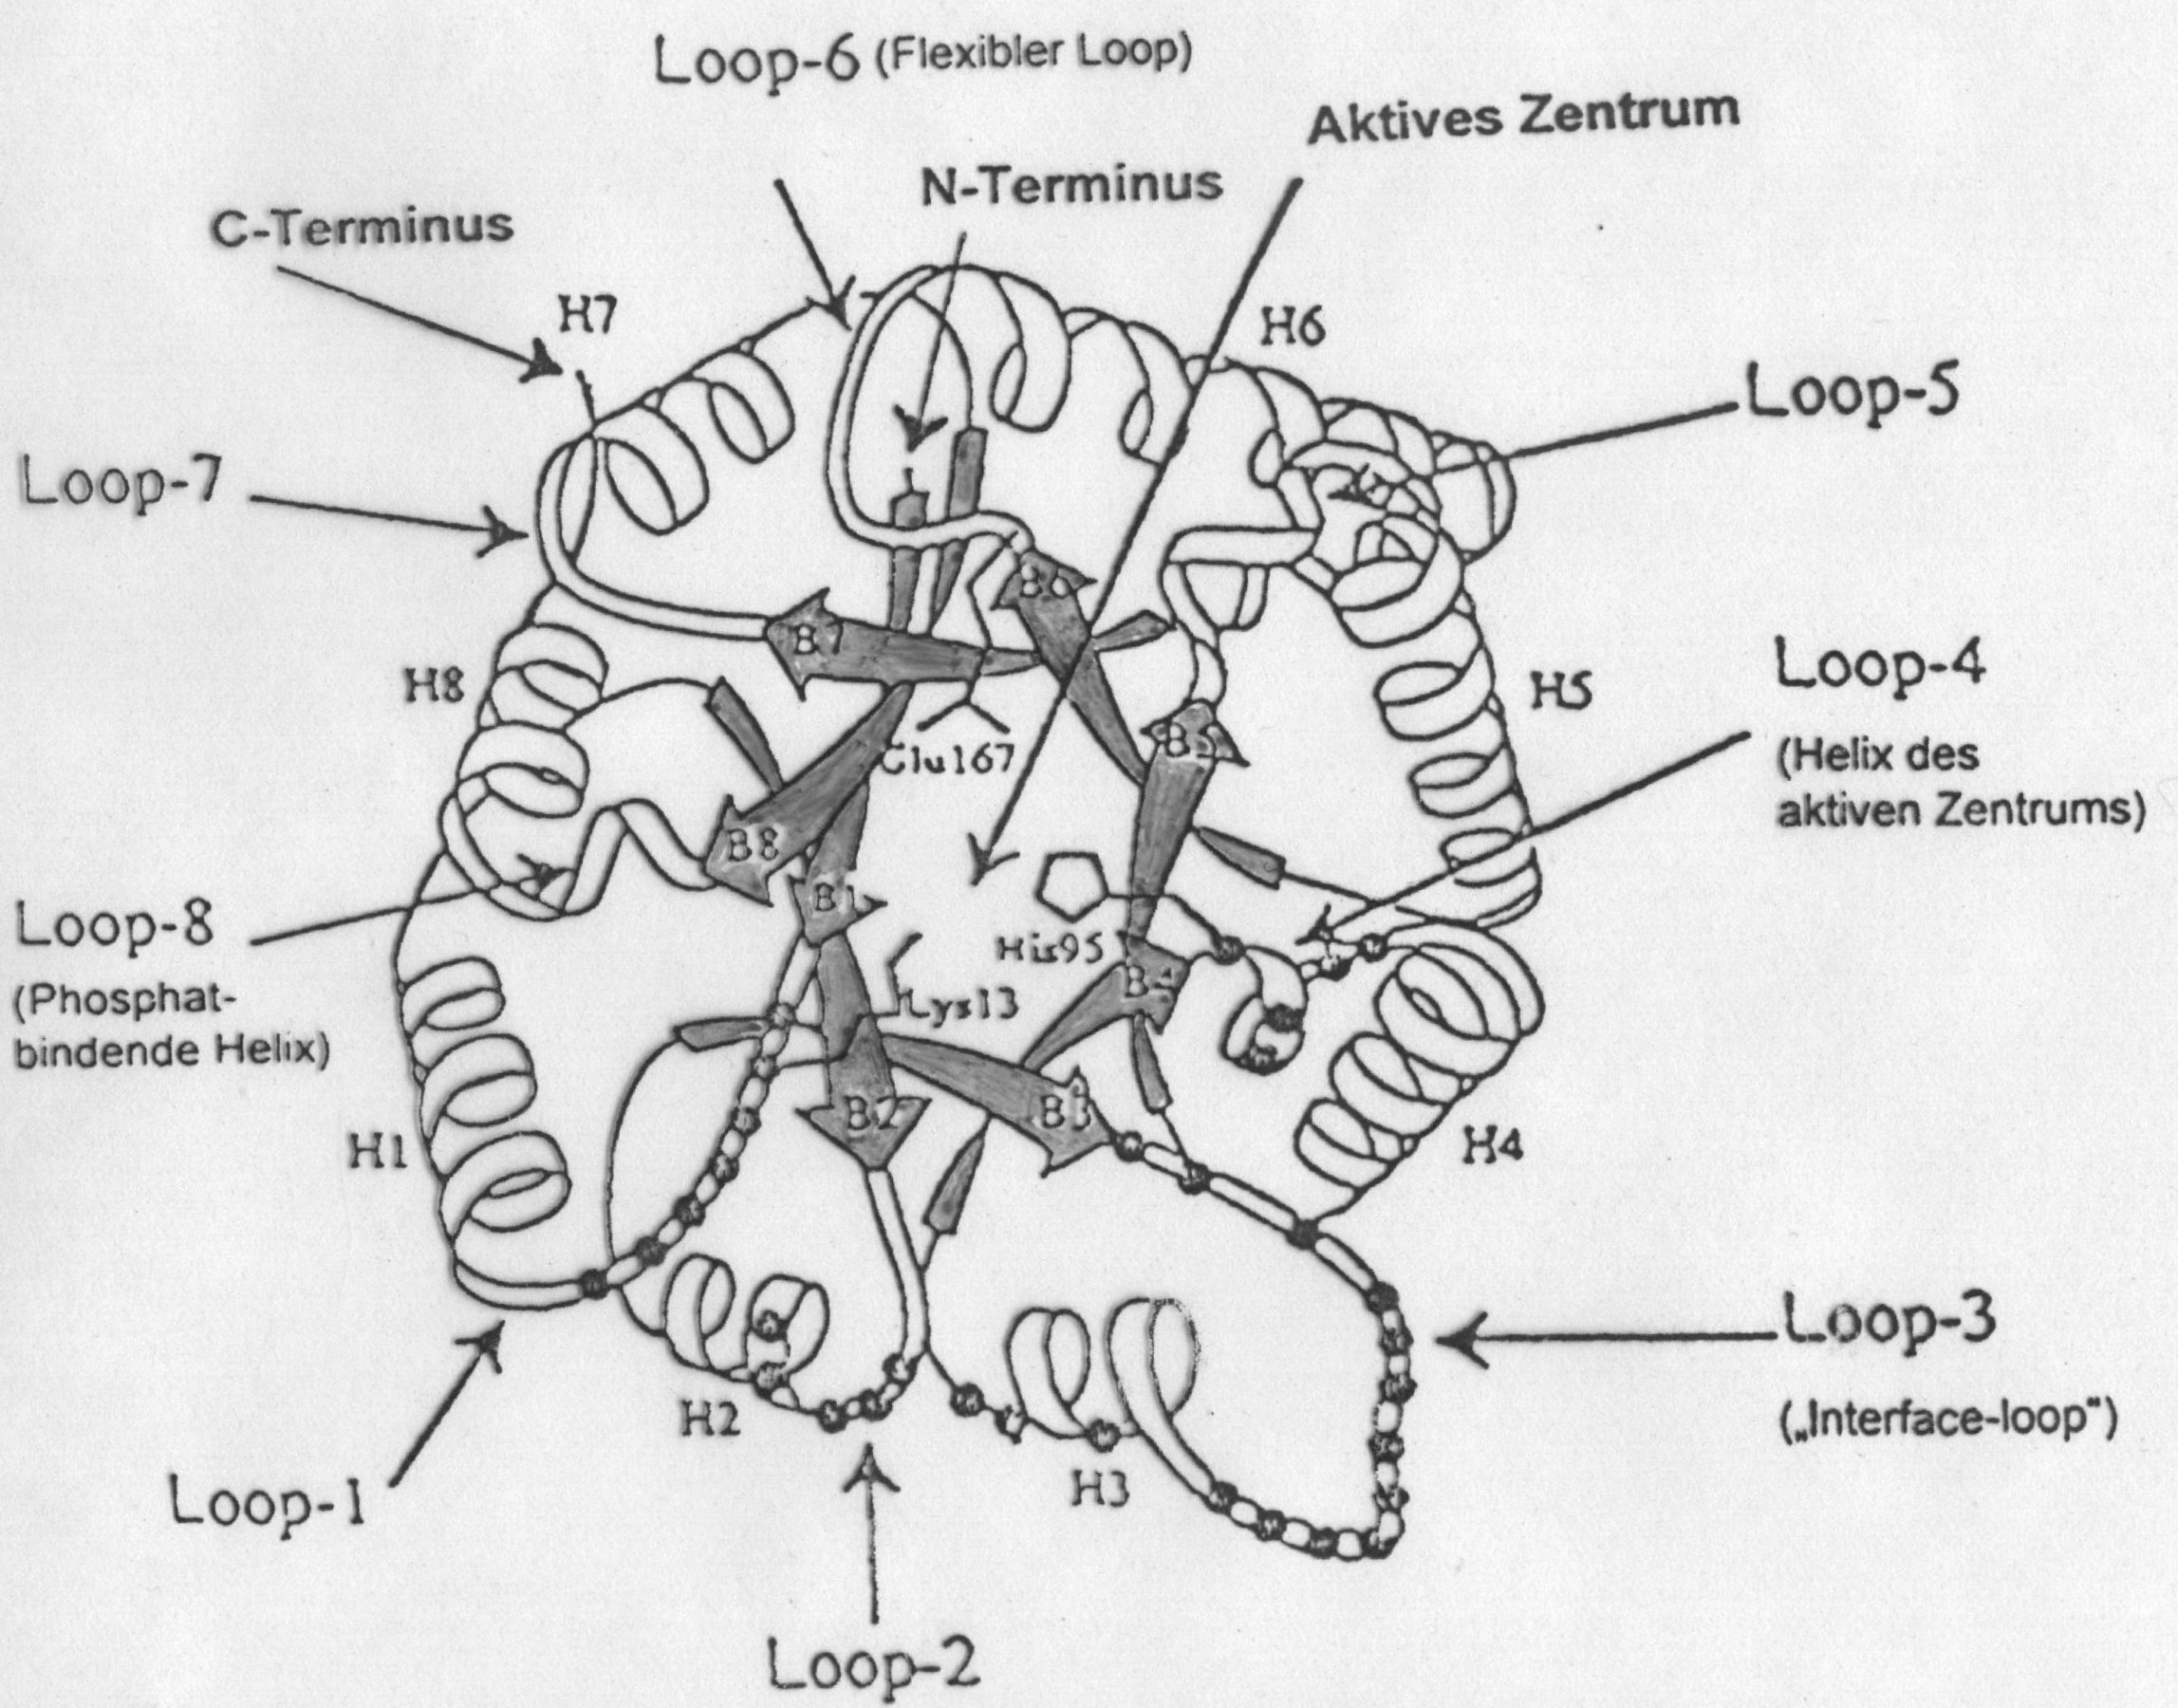 Loop-6 (Flexibler Loop)
Aktives Zentrum
N-Terminus
C-Terminus
H7
H6
Loop-5
Loop-7
B6
B7
H8
H5
Loop-4
(Helix des
aktiven Zentrums)
B5
Glu167
B8
B1
Loop-8
(Phosphat-
bindende Helix)
His95
B4
Lys13
B2
B3
H1
H4
Loop-3
(„Interface-loop“)
H2
H3
Loop-1
Loop-2